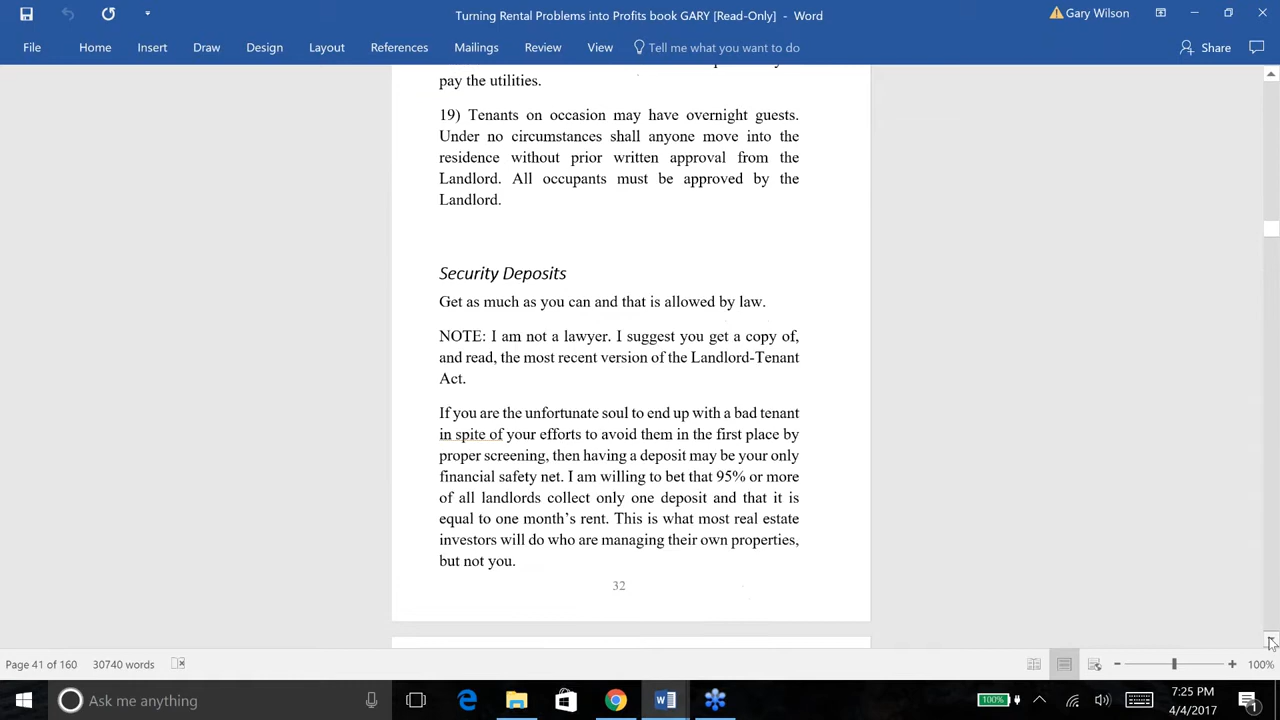 Turning Rental Problems into Profits book GARY [Read-Only] - Word
Gary Wilson
File Home Insert Draw Design Layout References Mailings Review View Tell me what you want to do Share
pay the utilities.
19) Tenants on occasion may have overnight guests.
Under no circumstances shall anyone move into the
residence without prior written approval from the
Landlord. All occupants must be approved by the
Landlord.
Security Deposits
Get as much as you can and that is allowed by law.
NOTE: I am not a lawyer. I suggest you get a copy of,
and read, the most recent version of the Landlord-Tenant
Act.
If you are the unfortunate soul to end up with a bad tenant
in spite of your efforts to avoid them in the first place by
proper screening, then having a deposit may be your only
financial safety net. I am willing to bet that 95% or more
of all landlords collect only one deposit and that it is
equal to one month's rent. This is what most real estate
investors will do who are managing their own properties,
but not you.
32
Page 41 of 160 30740 words 100%
Ask me anything 100% 7:25 PM
4/4/2017 1